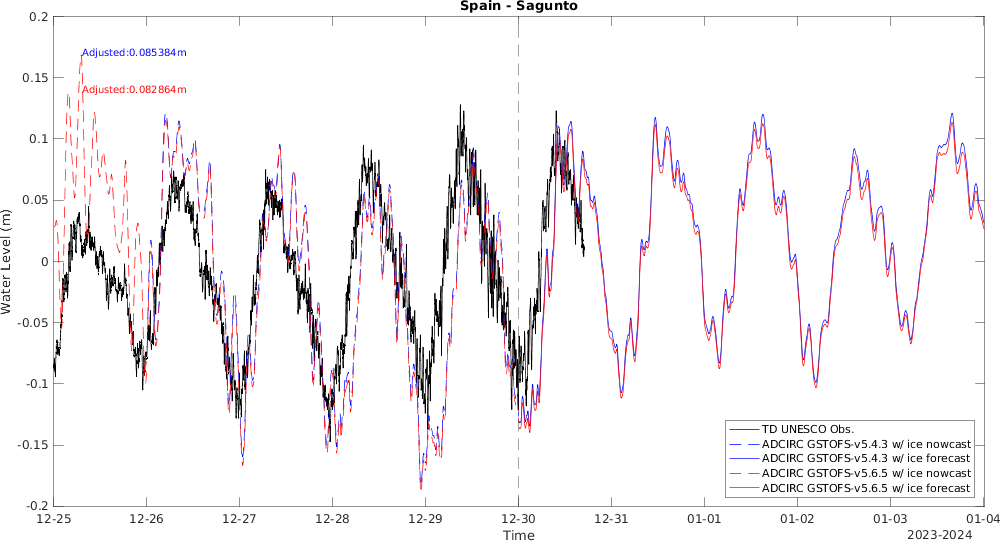 Spain - Sagunto
Adjusted:0.085384m
Adjusted:0.082864m
Water Level (m)
0.2
0.15
0.1
0.05
0
-0.05
-0.1
-0.15
-0.2
TD UNESCO Obs.
ADCIRC GSTOFS-v5.4.3 w/ ice nowcast
ADCIRC GSTOFS-v5.4.3 w/ ice forecast
ADCIRC GSTOFS-v5.6.5 w/ ice nowcast
ADCIRC GSTOFS-v5.6.5 w/ ice forecast
12-25 12-26 12-27 12-28 12-29 12-30 12-31 01-01 01-02 01-03 01-04
Time
2023-2024